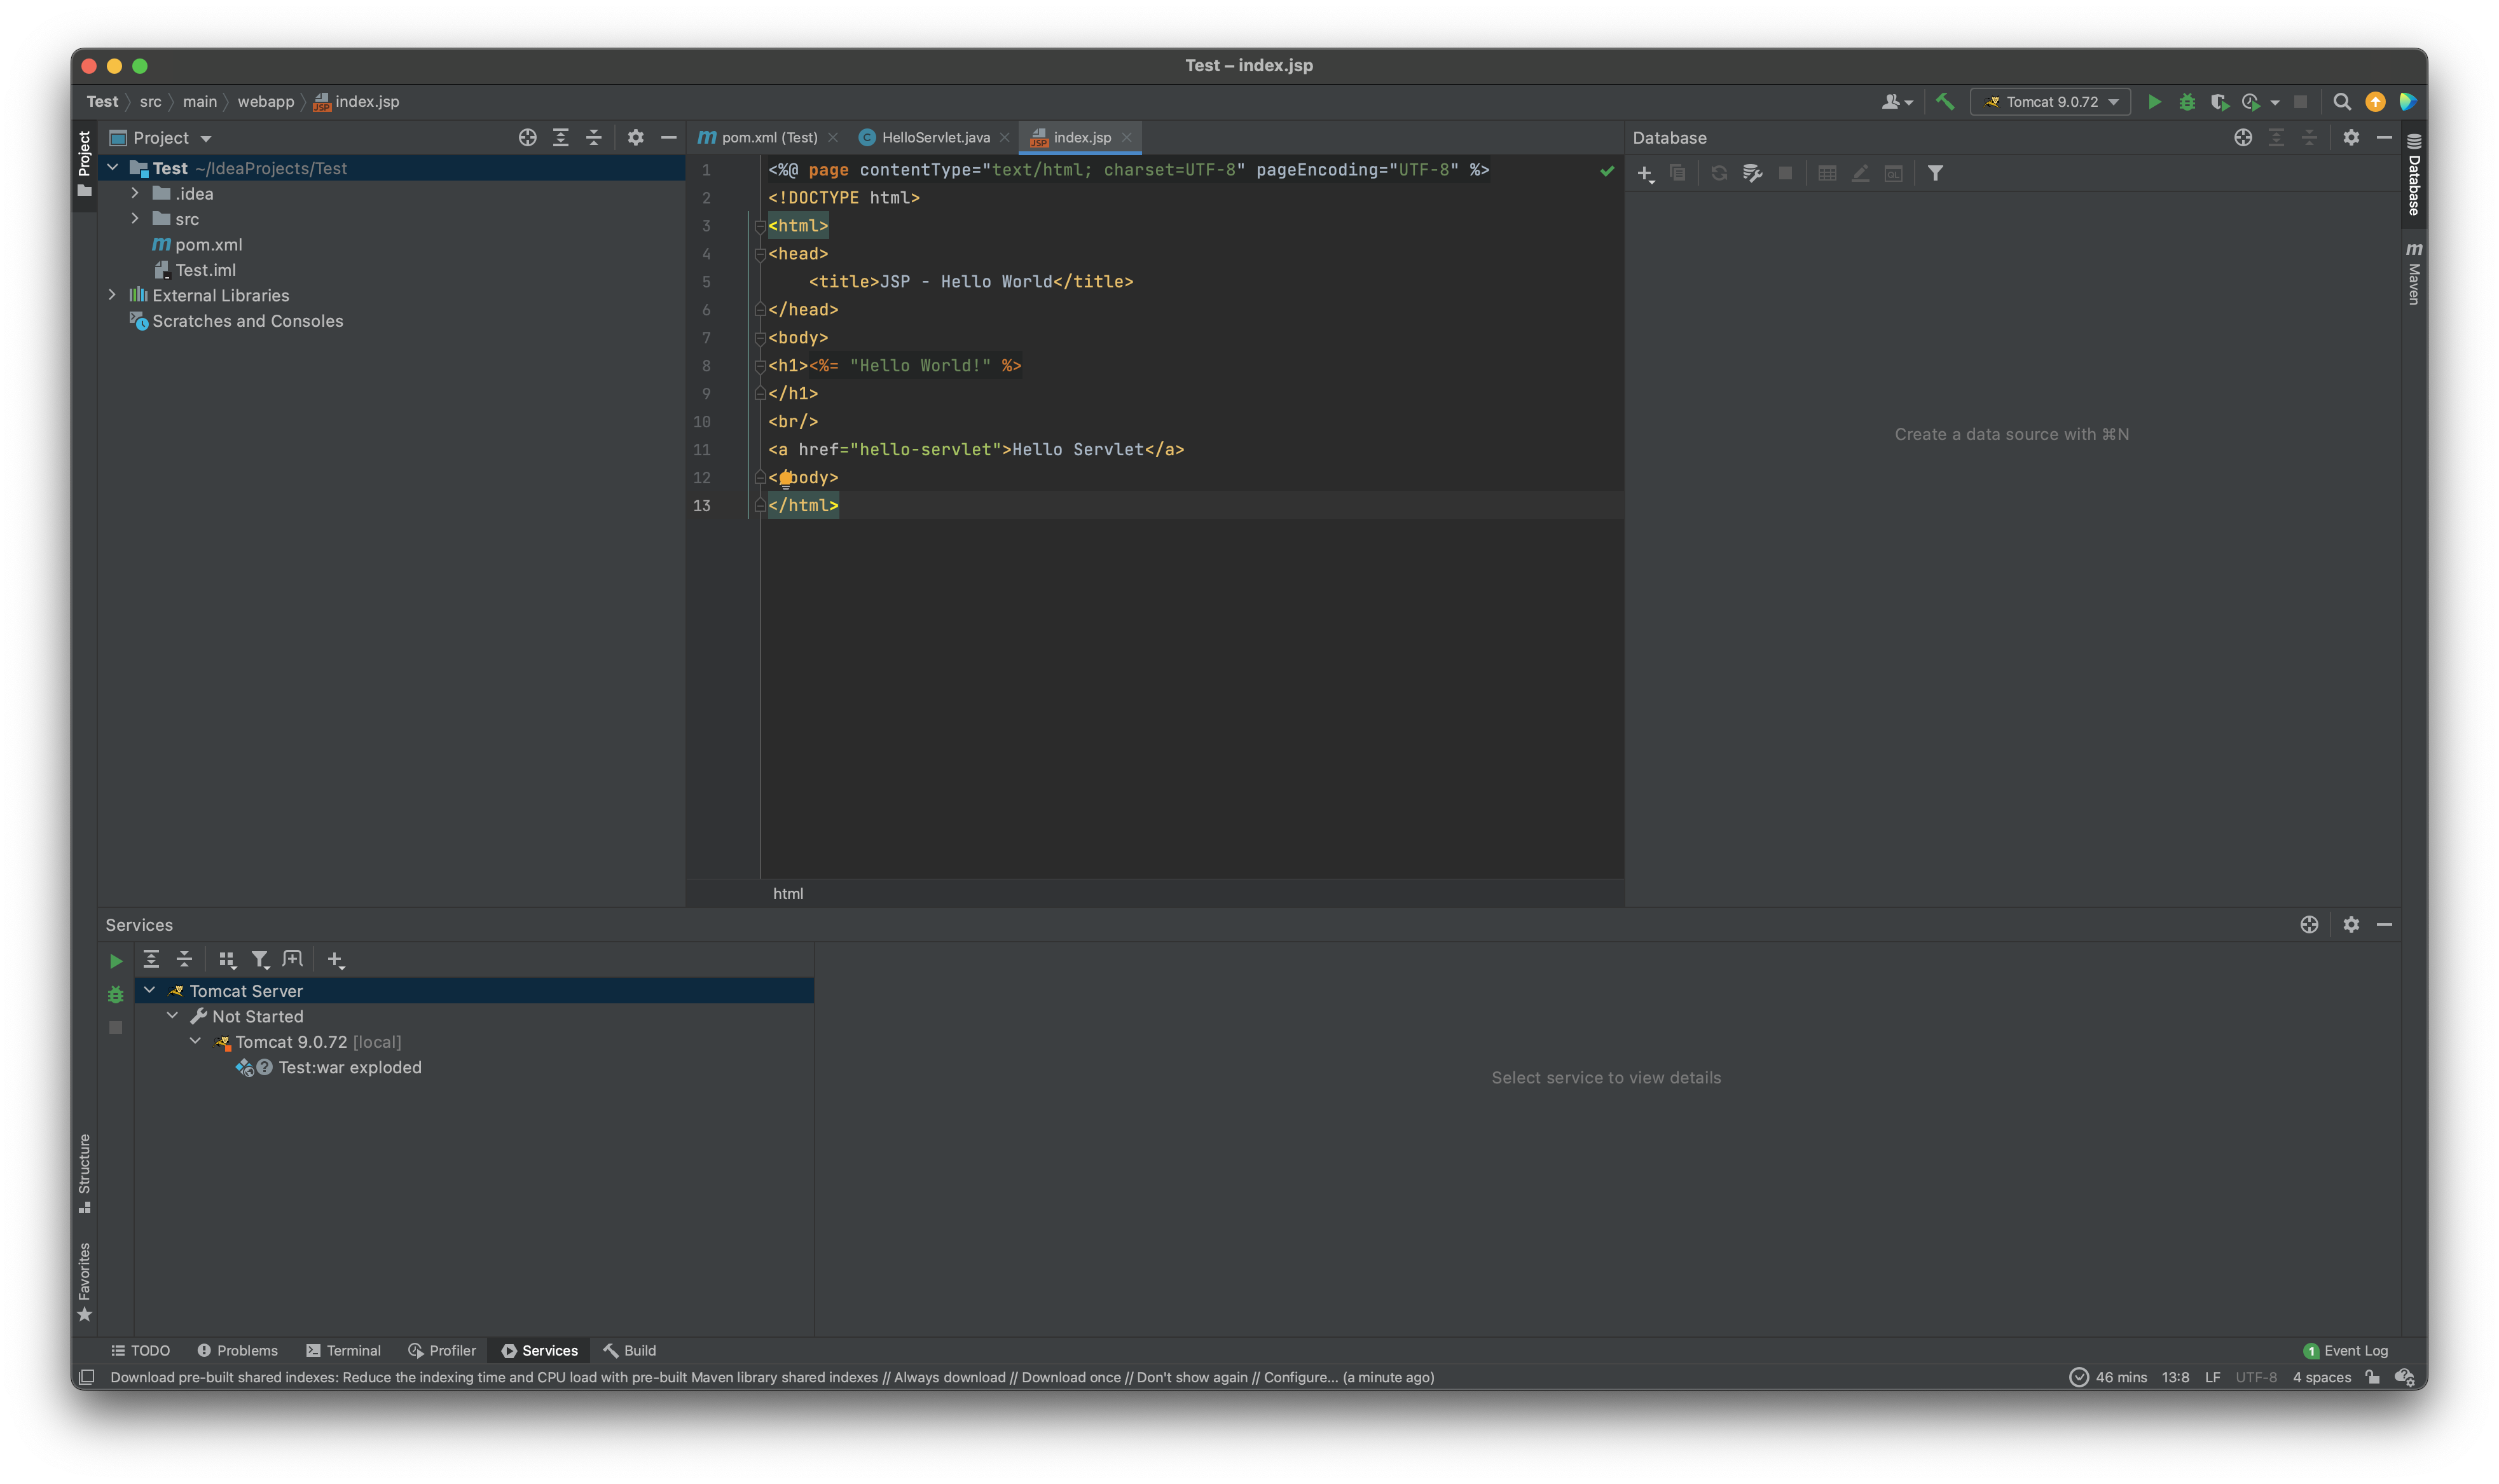 Test – index.jsp
Test src main webapp index.jsp
Tomcat 9.0.72
Project
Project
Test ~/IdeaProjects/Test
.idea
src
pom.xml
Test.iml
External Libraries
Scratches and Consoles
pom.xml (Test) HelloServlet.java index.jsp
1 <%@ page contentType="text/html; charset=UTF-8" pageEncoding="UTF-8" %>
2 <!DOCTYPE html>
3 <html>
4 <head>
5 <title>JSP - Hello World</title>
6 </head>
7 <body>
8 <h1><%= "Hello World!" %>
9 </h1>
10 <br/>
11 <a href="hello-servlet">Hello Servlet</a>
12 < body>
13 </html>
html
Database
Create a data source with ⌘N
Database
Maven
Services
Tomcat Server
Not Started
Tomcat 9.0.72 [local]
Test:war exploded
Select service to view details
Structure
Favorites
TODO Problems Terminal Profiler Services Build 1 Event Log
Download pre-built shared indexes: Reduce the indexing time and CPU load with pre-built Maven library shared indexes // Always download // Download once // Don't show again // Configure... (a minute ago) 46 mins 13:8 LF UTF-8 4 spaces